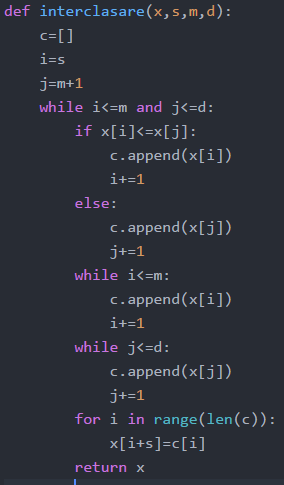 def interclasare(x,s,m,d):
    c=[]
    i=s
    j=m+1
    while i<=m and j<=d:
        if x[i]<=x[j]:
            c.append(x[i])
            i+=1
        else:
            c.append(x[j])
            j+=1
        while i<=m:
            c.append(x[i])
            i+=1
        while j<=d:
            c.append(x[j])
            j+=1
        for i in range(len(c)):
            x[i+s]=c[i]
        return x